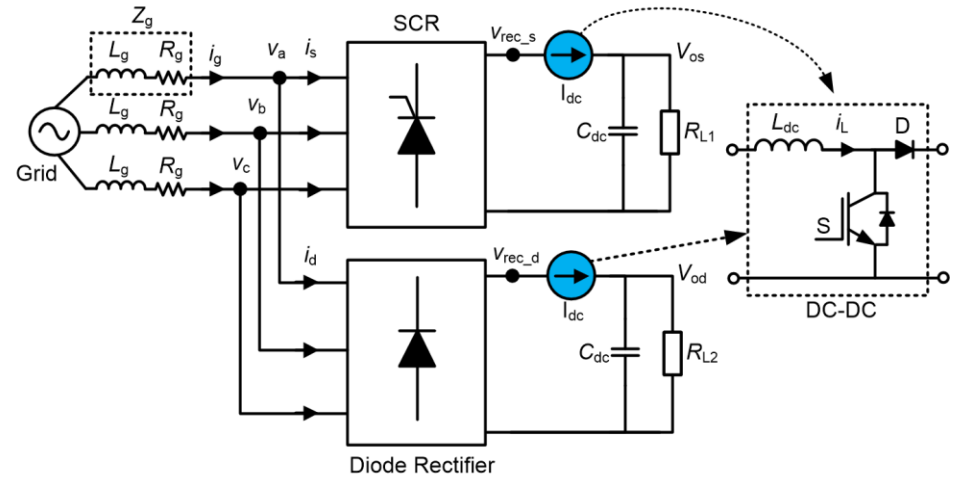 Zg
SCR
Lg Rg ig va is
vrec_s
Idc
Vos
Lg Rg vb
Cdc RL1
Lg Rg vc
Grid
Ldc iL D
S
DC-DC
id
vrec_d
Idc
Vod
Cdc RL2
Diode Rectifier